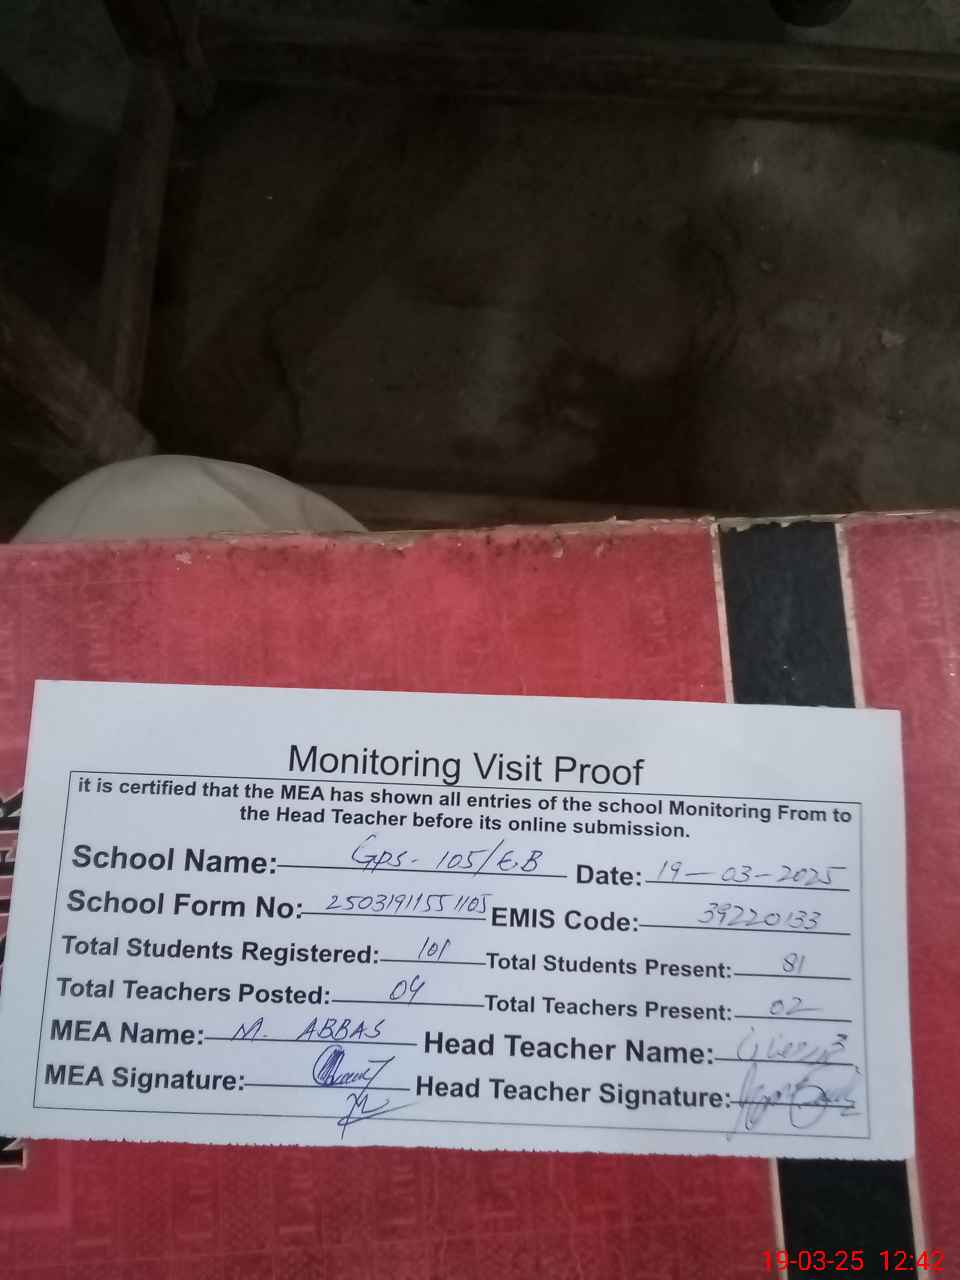 Monitoring Visit Proof
it is certified that the MEA has shown all entries of the school Monitoring From to
the Head Teacher before its online submission.
School Name: GPS - 105/E.B Date: 19-03-2025
School Form No: 2503191155 1105 EMIS Code: 39220133
Total Students Registered: 101 Total Students Present: 81
Total Teachers Posted: 04 Total Teachers Present: 02
MEA Name: M. ABBAS Head Teacher Name:
MEA Signature: Head Teacher Signature:
19-03-25 12:42